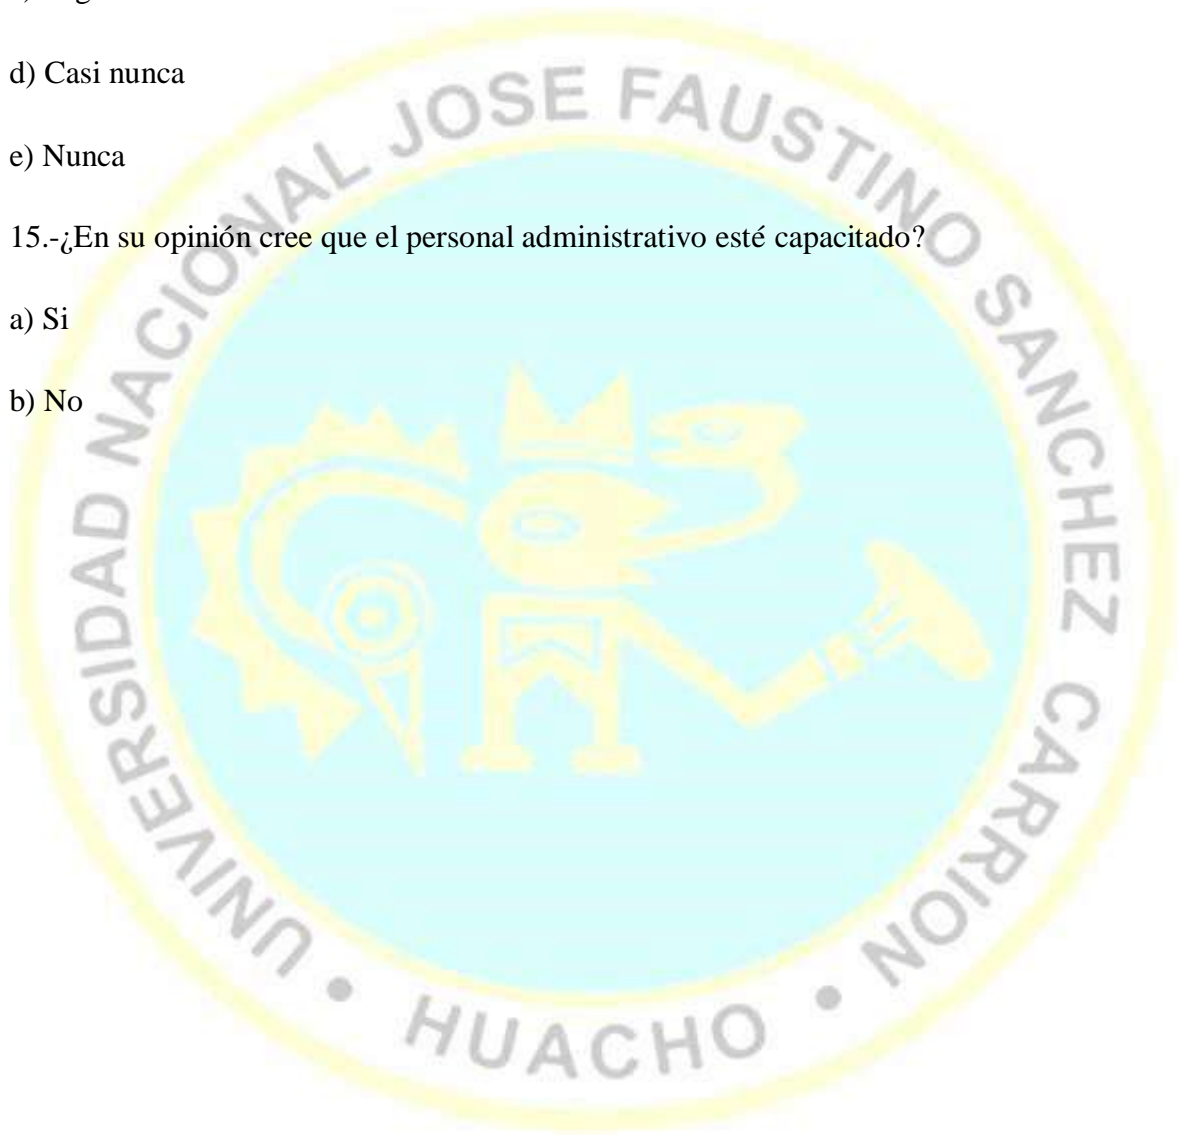 d) Casi nunca
e) Nunca
15.-¿En su opinión cree que el personal administrativo esté capacitado?
a) Si
b) No
UNIVERSIDAD NACIONAL JOSE FAUSTINO SANCHEZ CARRION • HUACHO •